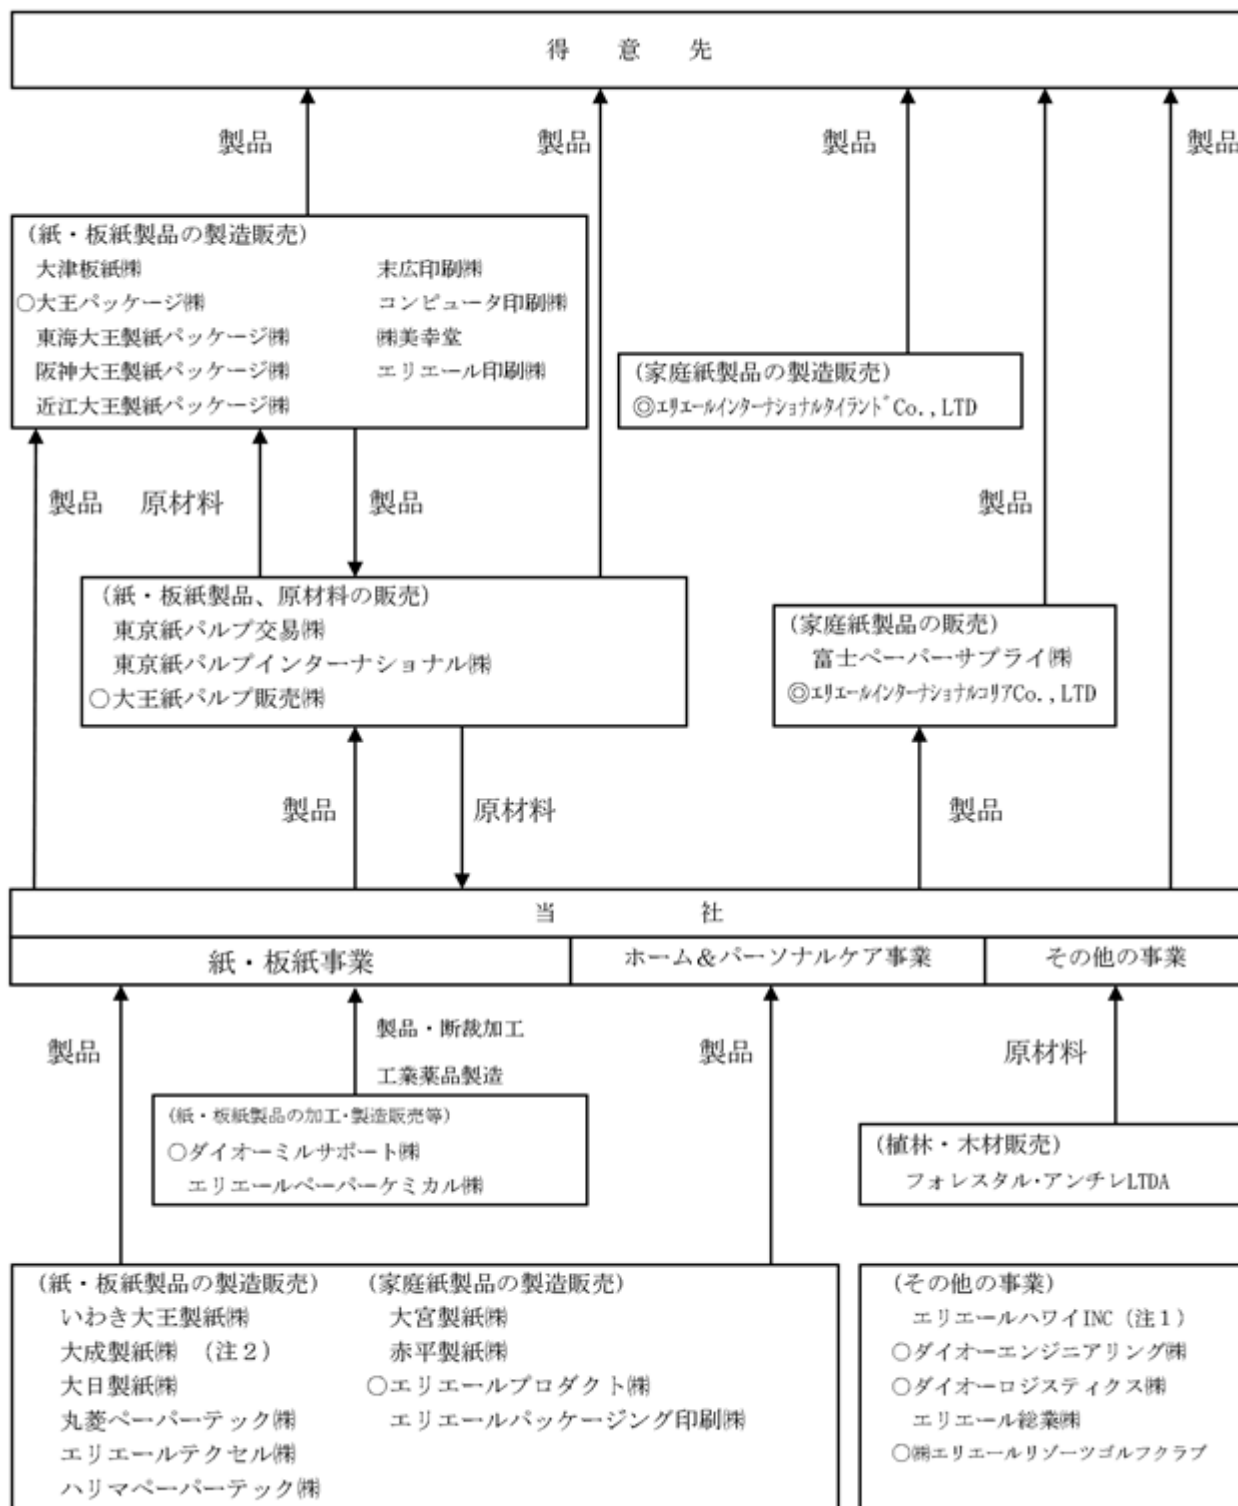 得 意 先
製品
製品
製品
製品
(紙・板紙製品の製造販売)
大津板紙㈱
○大王パッケージ㈱
東海大王製紙パッケージ㈱
阪神大王製紙パッケージ㈱
近江大王製紙パッケージ㈱
末広印刷㈱
コンピュータ印刷㈱
㈱美幸堂
エリエール印刷㈱
(家庭紙製品の製造販売)
◎エリエールインターナショナルタイランドCo.,LTD
製品
原材料
製品
製品
(紙・板紙製品、原材料の販売)
東京紙パルプ交易㈱
東京紙パルプインターナショナル㈱
○大王紙パルプ販売㈱
(家庭紙製品の販売)
富士ペーパーサプライ㈱
◎エリエールインターナショナルコリアCo.,LTD
製品
原材料
製品
当 社
紙・板紙事業
ホーム&パーソナルケア事業
その他の事業
製品
製品・断裁加工
工業薬品製造
製品
原材料
(紙・板紙製品の加工・製造販売等)
○ダイオーミルサポート㈱
エリエールペーパーケミカル㈱
(植林・木材販売)
フォレスタル・アンチレLTDA
(紙・板紙製品の製造販売)
いわき大王製紙㈱
大成製紙㈱ (注2)
大日製紙㈱
丸菱ペーパーテック㈱
エリエールテクセル㈱
ハリマペーパーテック㈱
(家庭紙製品の製造販売)
大宮製紙㈱
赤平製紙㈱
○エリエールプロダクト㈱
エリエールパッケージング印刷㈱
(その他の事業)
エリエールハワイINC (注1)
○ダイオーエンジニアリング㈱
○ダイオーロジスティクス㈱
エリエール総業㈱
○㈱エリエールリゾーツゴルフクラブ